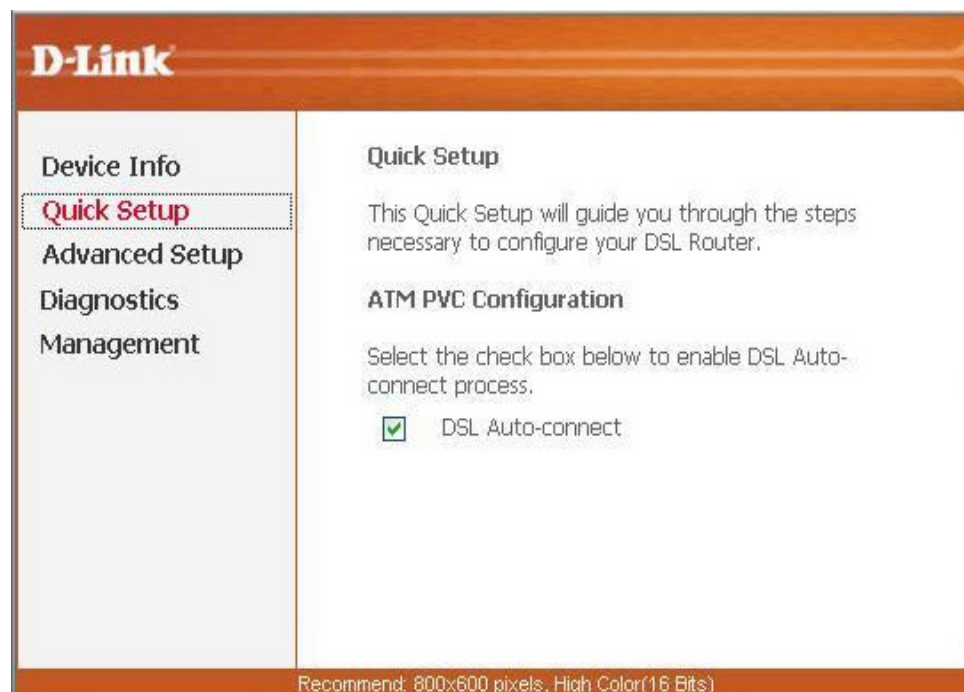 D-Link
Device Info
Quick Setup
Advanced Setup
Diagnostics
Management
Quick Setup
This Quick Setup will guide you through the steps
necessary to configure your DSL Router.
ATM PVC Configuration
Select the check box below to enable DSL Auto-
connect process.
DSL Auto-connect
Recommend: 800x600 pixels, High Color(16 Bits)